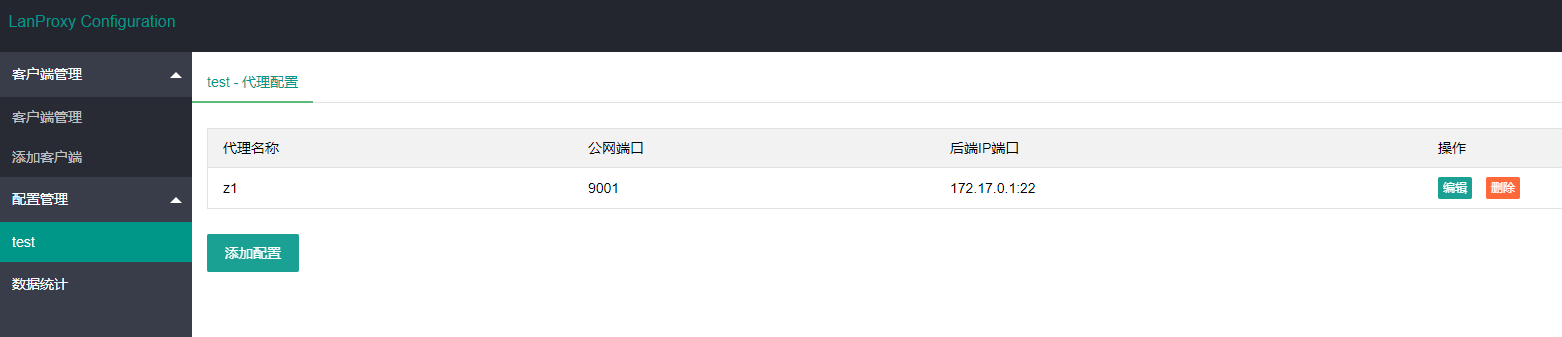 LanProxy Configuration
客户端管理
客户端管理
添加客户端
配置管理
test
数据统计
test - 代理配置
代理名称 公网端口 后端IP端口 操作
z1 9001 172.17.0.1:22 编辑 删除
添加配置